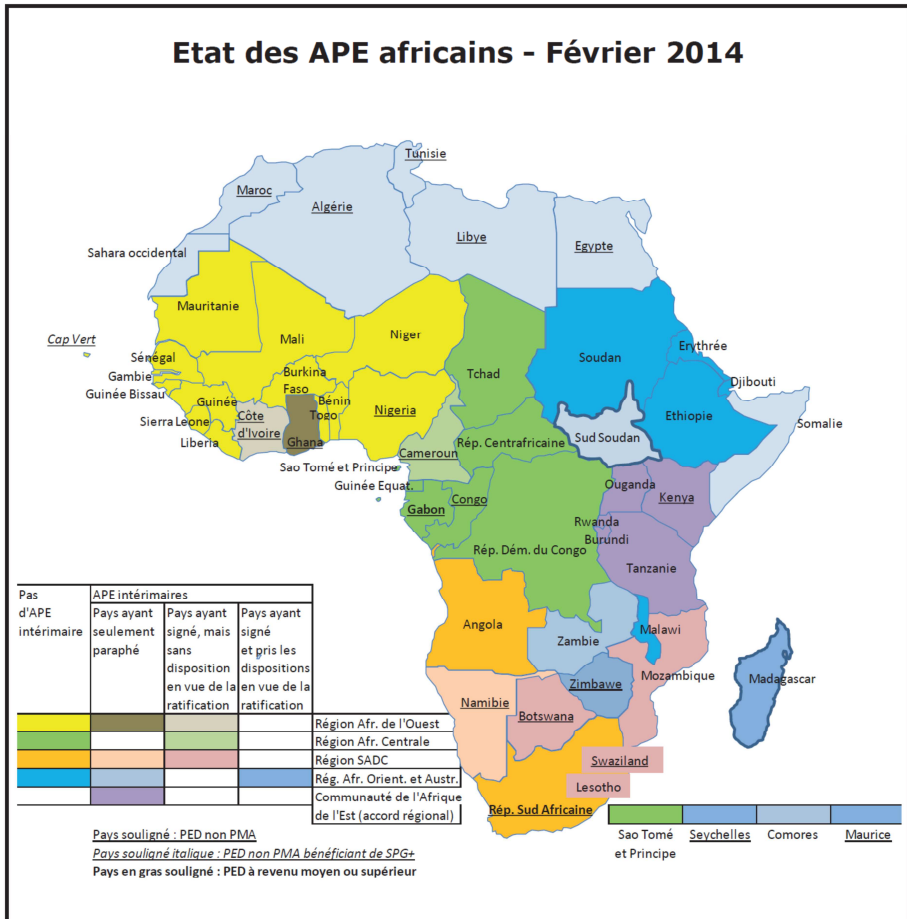 Etat des APE africains - Février 2014
Tunisie
Maroc
Algérie
Libye
Egypte
Sahara occidental
Mauritanie
Mali
Niger
Cap Vert
Tchad
Soudan
Erythrée
Sénégal
Gambie
Guinée Bissau
Burkina
Faso
Djibouti
Guinée
Bénin
Nigeria
Ethiopie
Somalie
Sierra Leone
Côte
d'Ivoire
Togo
Liberia
Ghana
Cameroun
Rép. Centrafricaine
Sud Soudan
Sao Tomé et Principe
Guinée Equat.
Ouganda
Kenya
Gabon
Congo
Rwanda
Burundi
Rép. Dém. du Congo
Tanzanie
Angola
Malawi
Zambie
Mozambique
Madagascar
Zimbawe
Namibie
Botswana
Swaziland
Lesotho
Rép. Sud Africaine
Pas
d'APE
intérimaire
APE intérimaires
Pays ayant
seulement
paraphé
Pays ayant
signé, mais
sans
disposition
en vue de la
ratification
Pays ayant
signé
et pris les
dispositions
en vue de la
ratification
Région Afr. de l'Ouest
Région Afr. Centrale
Région SADC
Rég. Afr. Orient. et Austr.
Communauté de l'Afrique
de l'Est (accord régional)
Sao Tomé
et Principe
Seychelles
Comores
Maurice
Pays souligné : PED non PMA
Pays souligné italique : PED non PMA bénéficiant de SPG+
Pays en gras souligné : PED à revenu moyen ou supérieur